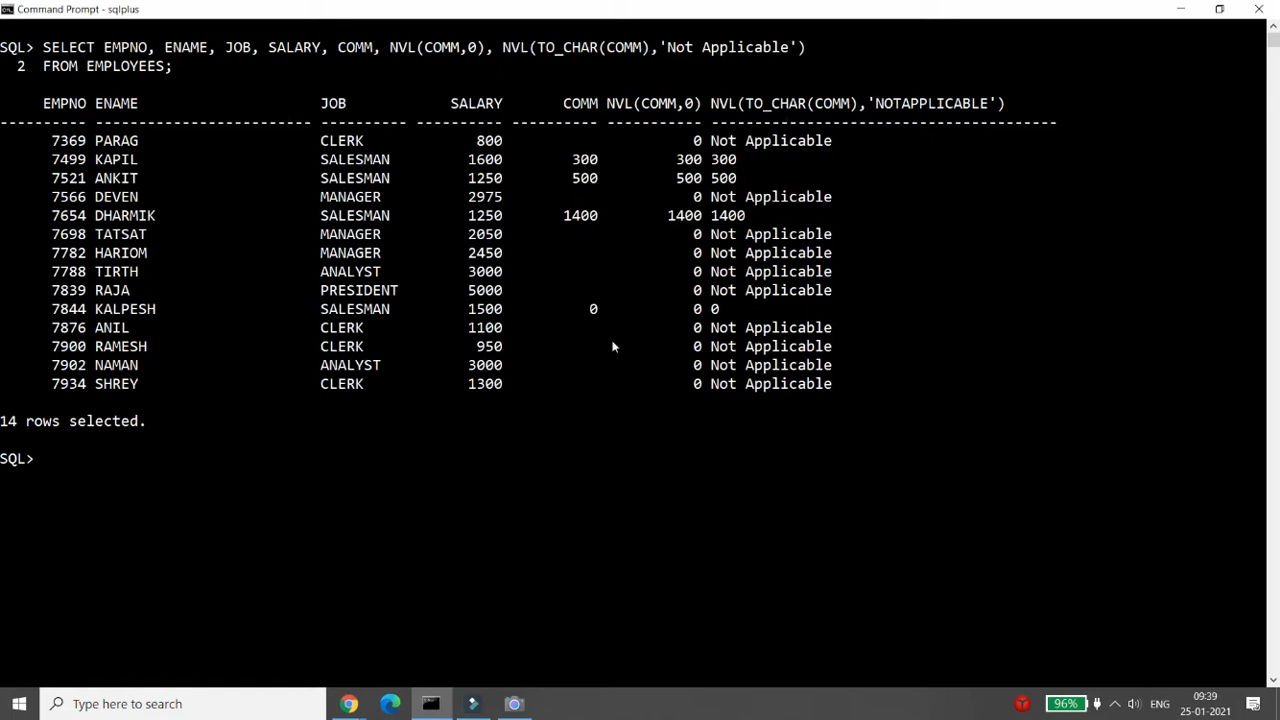 Command Prompt - sqlplus
SQL> SELECT EMPNO, ENAME, JOB, SALARY, COMM, NVL(COMM,0), NVL(TO_CHAR(COMM),'Not Applicable')
2 FROM EMPLOYEES;
EMPNO ENAME JOB SALARY COMM NVL(COMM,0) NVL(TO_CHAR(COMM),'NOTAPPLICABLE')
---------- ------------------------- ---------- ---------- ---------- ----------- ----------------------------------------
7369 PARAG CLERK 800 0 Not Applicable
7499 KAPIL SALESMAN 1600 300 300 300
7521 ANKIT SALESMAN 1250 500 500 500
7566 DEVEN MANAGER 2975 0 Not Applicable
7654 DHARMIK SALESMAN 1250 1400 1400 1400
7698 TATSAT MANAGER 2050 0 Not Applicable
7782 HARIOM MANAGER 2450 0 Not Applicable
7788 TIRTH ANALYST 3000 0 Not Applicable
7839 RAJA PRESIDENT 5000 0 Not Applicable
7844 KALPESH SALESMAN 1500 0 0 0
7876 ANIL CLERK 1100 0 Not Applicable
7900 RAMESH CLERK 950 0 Not Applicable
7902 NAMAN ANALYST 3000 0 Not Applicable
7934 SHREY CLERK 1300 0 Not Applicable
14 rows selected.
SQL>
Type here to search
96%
ENG
09:39
25-01-2021